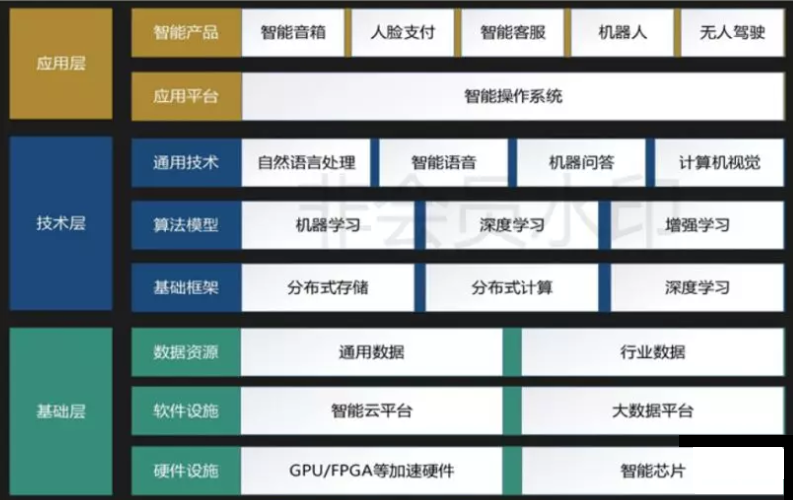 应用层
智能产品 智能音箱 人脸支付 智能客服 机器人 无人驾驶
应用平台 智能操作系统
技术层
通用技术 自然语言处理 智能语音 机器问答 计算机视觉
算法模型 机器学习 深度学习 增强学习
基础框架 分布式存储 分布式计算 深度学习
非会员水印
基础层
数据资源 通用数据 行业数据
软件设施 智能云平台 大数据平台
硬件设施 GPU/FPGA等加速硬件 智能芯片